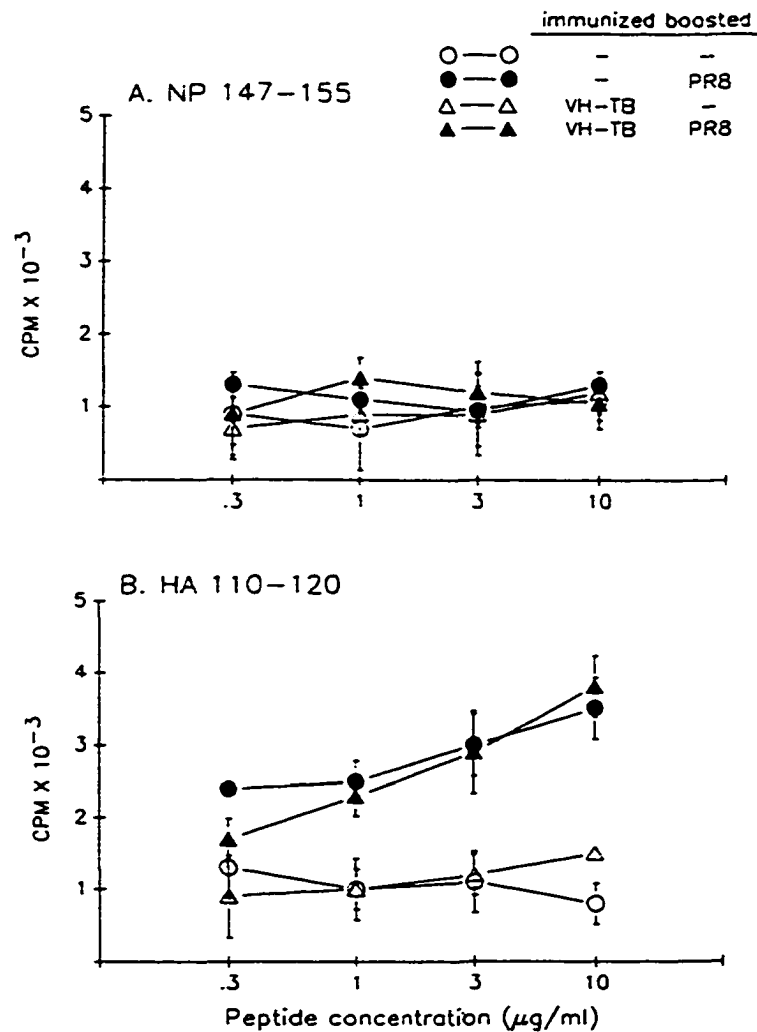 immunized boosted
– –
– PR8
A. NP 147–155
VH–TB –
VH–TB PR8
5
4
3
2
1
CPM X 10⁻³
.3 1 3 10
B. HA 110–120
5
4
3
2
1
CPM X 10⁻³
.3 1 3 10
Peptide concentration (μg/ml)